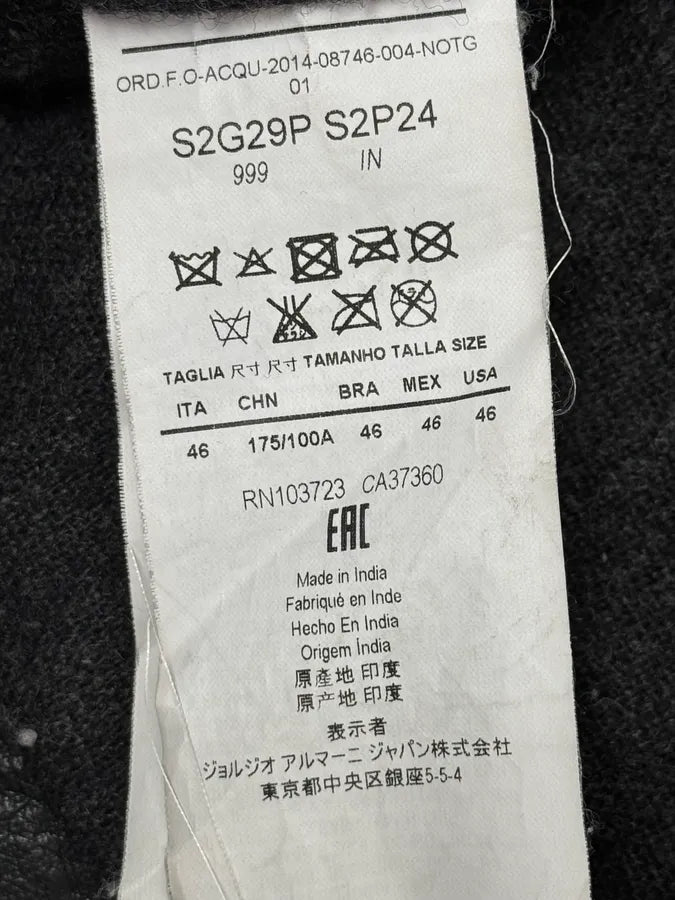 ORD.F.O-ACQU-2014-08746-004-NOTG
01
S2G29P S2P24
999 IN
TAGLIA 尺寸 尺寸 TAMANHO TALLA SIZE
ITA CHN BRA MEX USA
46 175/100A 46 46 46
RN103723 CA37360
EAC
Made in India
Fabriqué en Inde
Hecho En India
Origem Índia
原產地 印度
原产地 印度
表示者
ジョルジオ アルマーニ ジャパン株式会社
東京都中央区銀座5-5-4